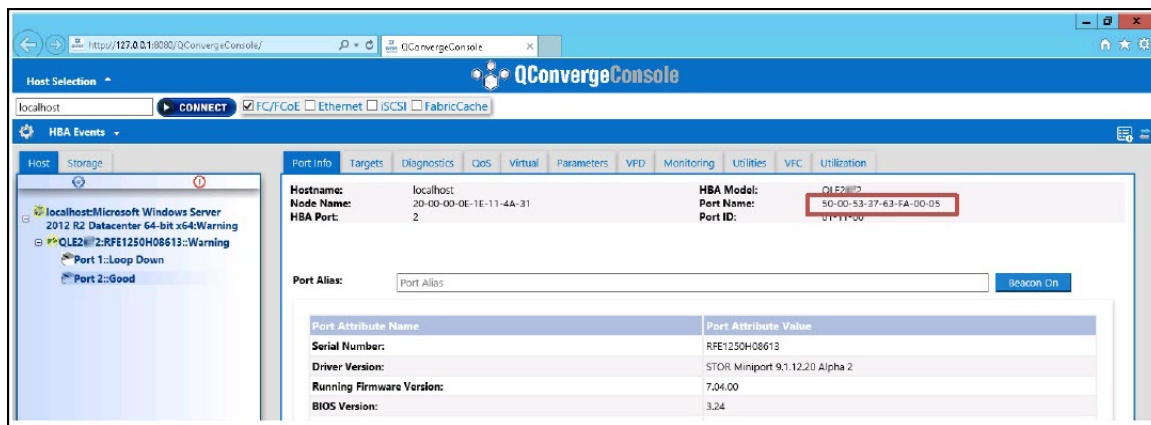 http://127.0.0.1:8080/QConvergeConsole/
QConvergeConsole
Host Selection
QConvergeConsole
localhost
CONNECT
FC/FCoE
Ethernet
iSCSI
FabricCache
HBA Events
Host
Storage
Port Info
Targets
Diagnostics
QoS
Virtual
Parameters
VPD
Monitoring
Utilities
VFC
Utilization
localhost:Microsoft Windows Server
2012 R2 Datacenter 64-bit x64:Warning
2:RFE1250H08613::Warning
Port 1::Loop Down
Port 2::Good
Hostname: localhost
Node Name: 20-00-00-0E-1E-11-4A-31
HBA Port: 2
HBA Model:
Port Name: 50-00-53-37-63-FA-00-05
Port ID: 01-11-00
Port Alias: Port Alias
Beacon On
Port Attribute Name Port Attribute Value
Serial Number: RFE1250H08613
Driver Version: STOR Miniport 9.1.12.20 Alpha 2
Running Firmware Version: 7.04.00
BIOS Version: 3.24